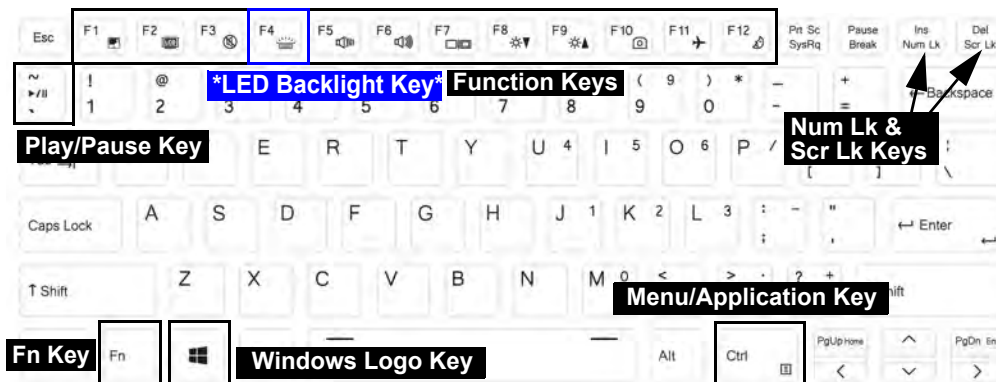 Esc F1 F2 F3 F4 F5 F6 F7 F8 F9 F10 F11 F12 Pn Sc SysRq Pause Break Ins Num Lk Del Scr Lk
*LED Backlight Key* Function Keys
~ ` ! 1 @ 2 3 4 5 6 7 8 ( 9 9 ) 0 * _ - + = Backspace
Play/Pause Key
Num Lk &
Scr Lk Keys
E R T Y U 4 I 5 O 6 P / [ ] \
Caps Lock A S D F G H J 1 K 2 L 3 : ; - " ' Enter
Shift Z X C V B N M 0 < > . ? +
Menu/Application Key
Fn Key Fn Windows Logo Key Alt Ctrl PgUp Home PgDn